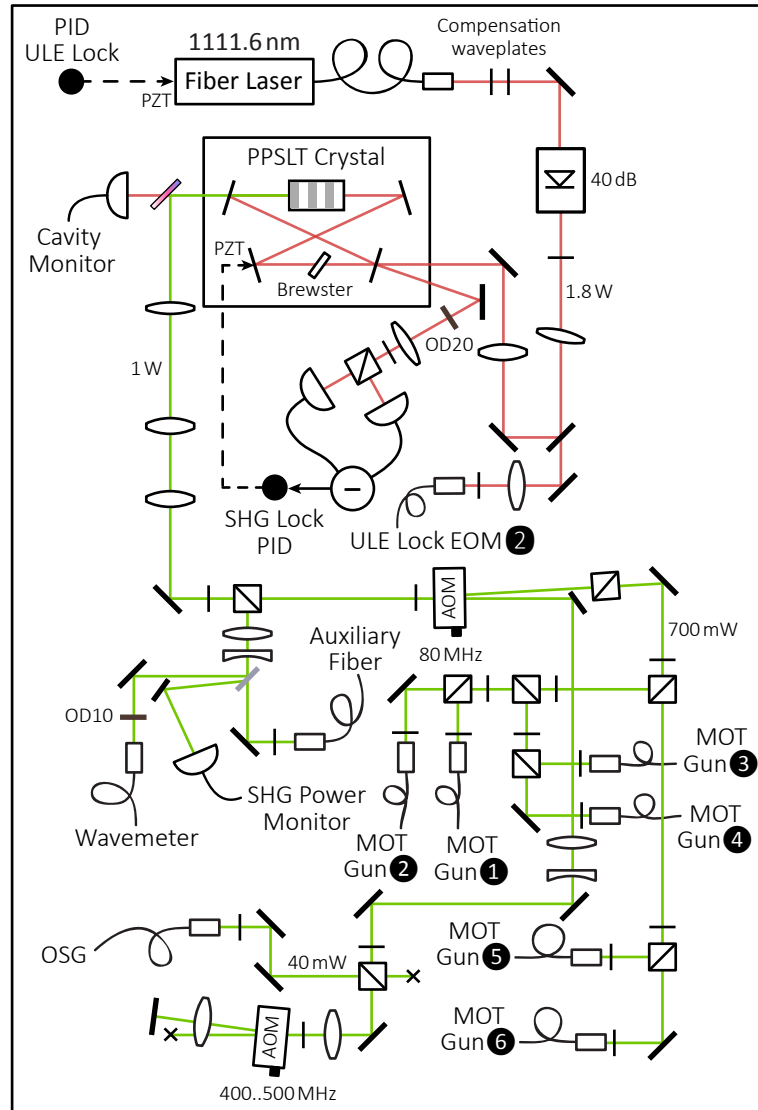 PID
ULE Lock
PZT
1111.6 nm
Fiber Laser
Compensation
waveplates
40 dB
1.8 W
PPSLT Crystal
PZT
Brewster
Cavity
Monitor
OD20
1 W
SHG Lock
PID
ULE Lock EOM 2
AOM
80 MHz
700 mW
Auxiliary
Fiber
OD10
Wavemeter
SHG Power
Monitor
MOT
Gun 2
MOT
Gun 1
MOT
Gun 3
MOT
Gun 4
OSG
40 mW
MOT
Gun 5
MOT
Gun 6
AOM
400..500 MHz